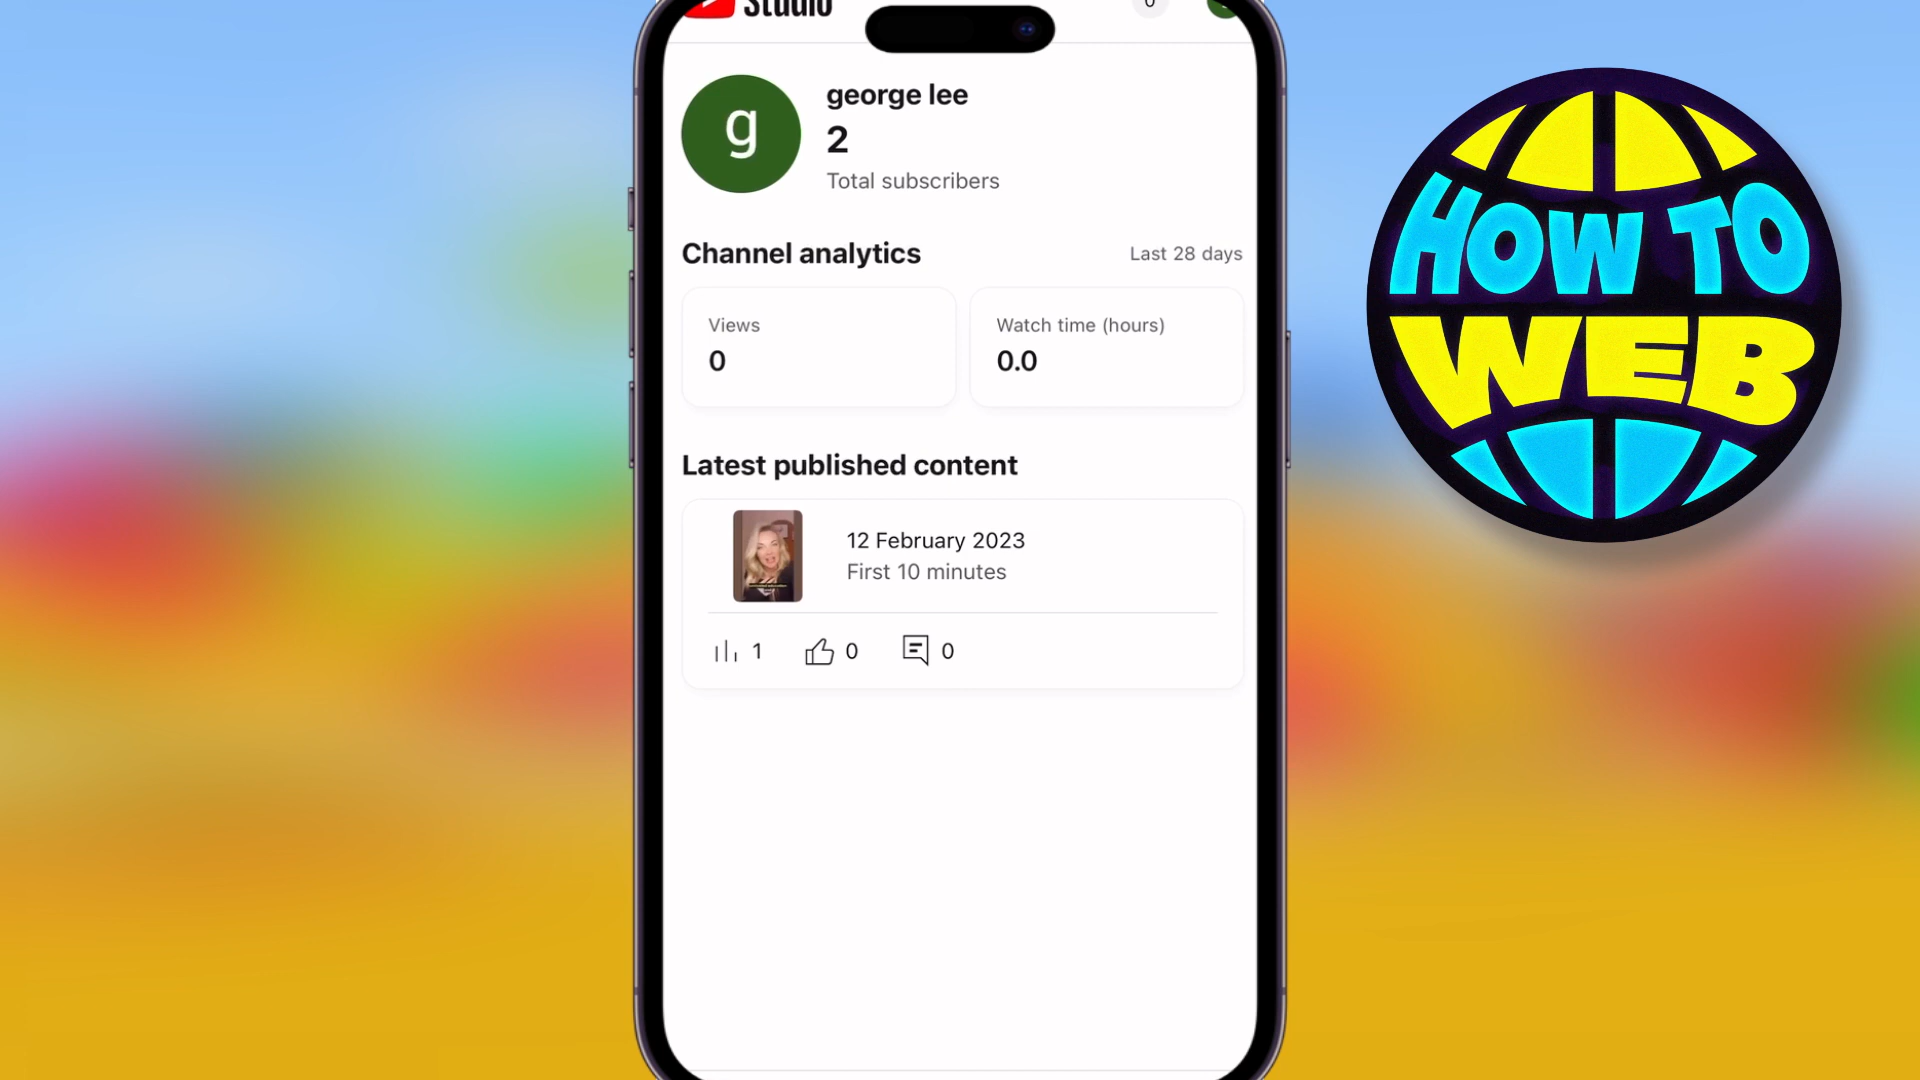 Studio
0
g
george lee
2
Total subscribers
Channel analytics
Last 28 days
Views
0
Watch time (hours)
0.0
Latest published content
12 February 2023
First 10 minutes
1
0
0
HOW TO
WEB